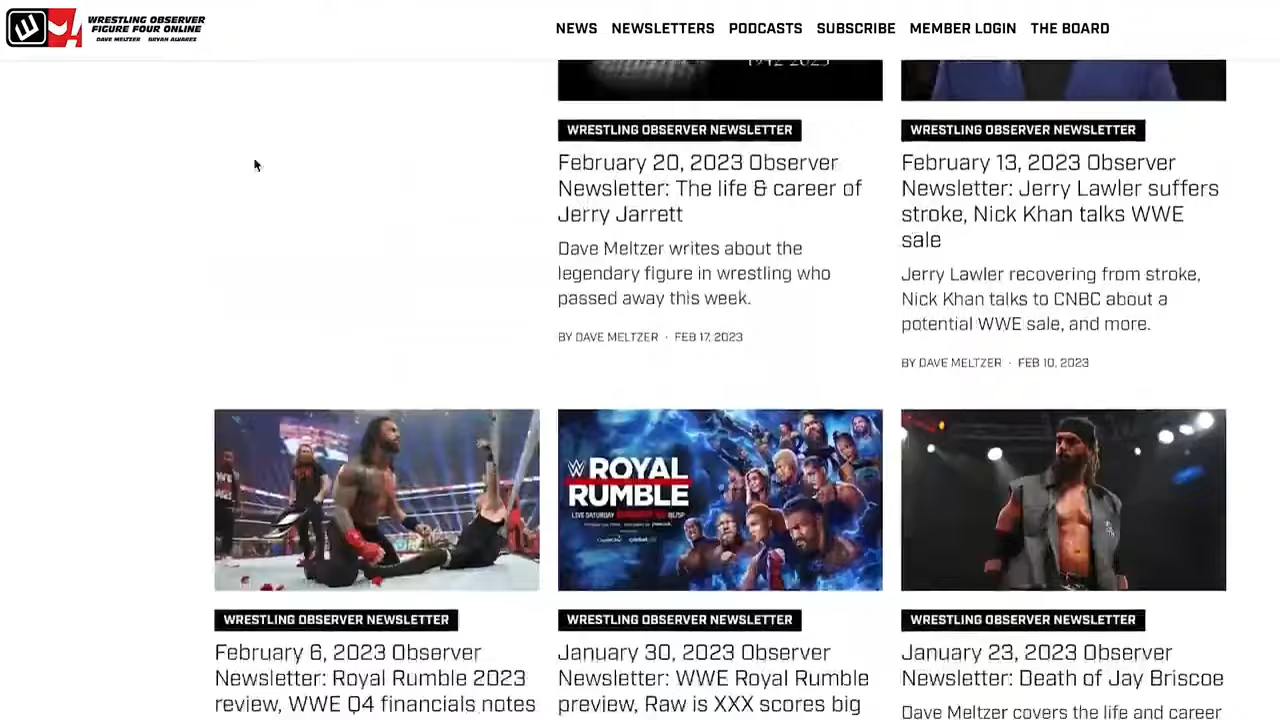 WRESTLING OBSERVER
FIGURE FOUR ONLINE
DAVE MELTZER BRYAN ALVAREZ
NEWS NEWSLETTERS PODCASTS SUBSCRIBE MEMBER LOGIN THE BOARD
1942-2023
WRESTLING OBSERVER NEWSLETTER
February 20, 2023 Observer
Newsletter: The life & career of
Jerry Jarrett
Dave Meltzer writes about the
legendary figure in wrestling who
passed away this week.
BY DAVE MELTZER · FEB 17, 2023
WRESTLING OBSERVER NEWSLETTER
February 13, 2023 Observer
Newsletter: Jerry Lawler suffers
stroke, Nick Khan talks WWE
sale
Jerry Lawler recovering from stroke,
Nick Khan talks to CNBC about a
potential WWE sale, and more.
BY DAVE MELTZER · FEB 10, 2023
WRESTLING OBSERVER NEWSLETTER
February 6, 2023 Observer
Newsletter: Royal Rumble 2023
review, WWE Q4 financials notes
ROYAL
RUMBLE
LIVE SATURDAY
WRESTLING OBSERVER NEWSLETTER
January 30, 2023 Observer
Newsletter: WWE Royal Rumble
preview, Raw is XXX scores big
WRESTLING OBSERVER NEWSLETTER
January 23, 2023 Observer
Newsletter: Death of Jay Briscoe
Dave Meltzer covers the life and career